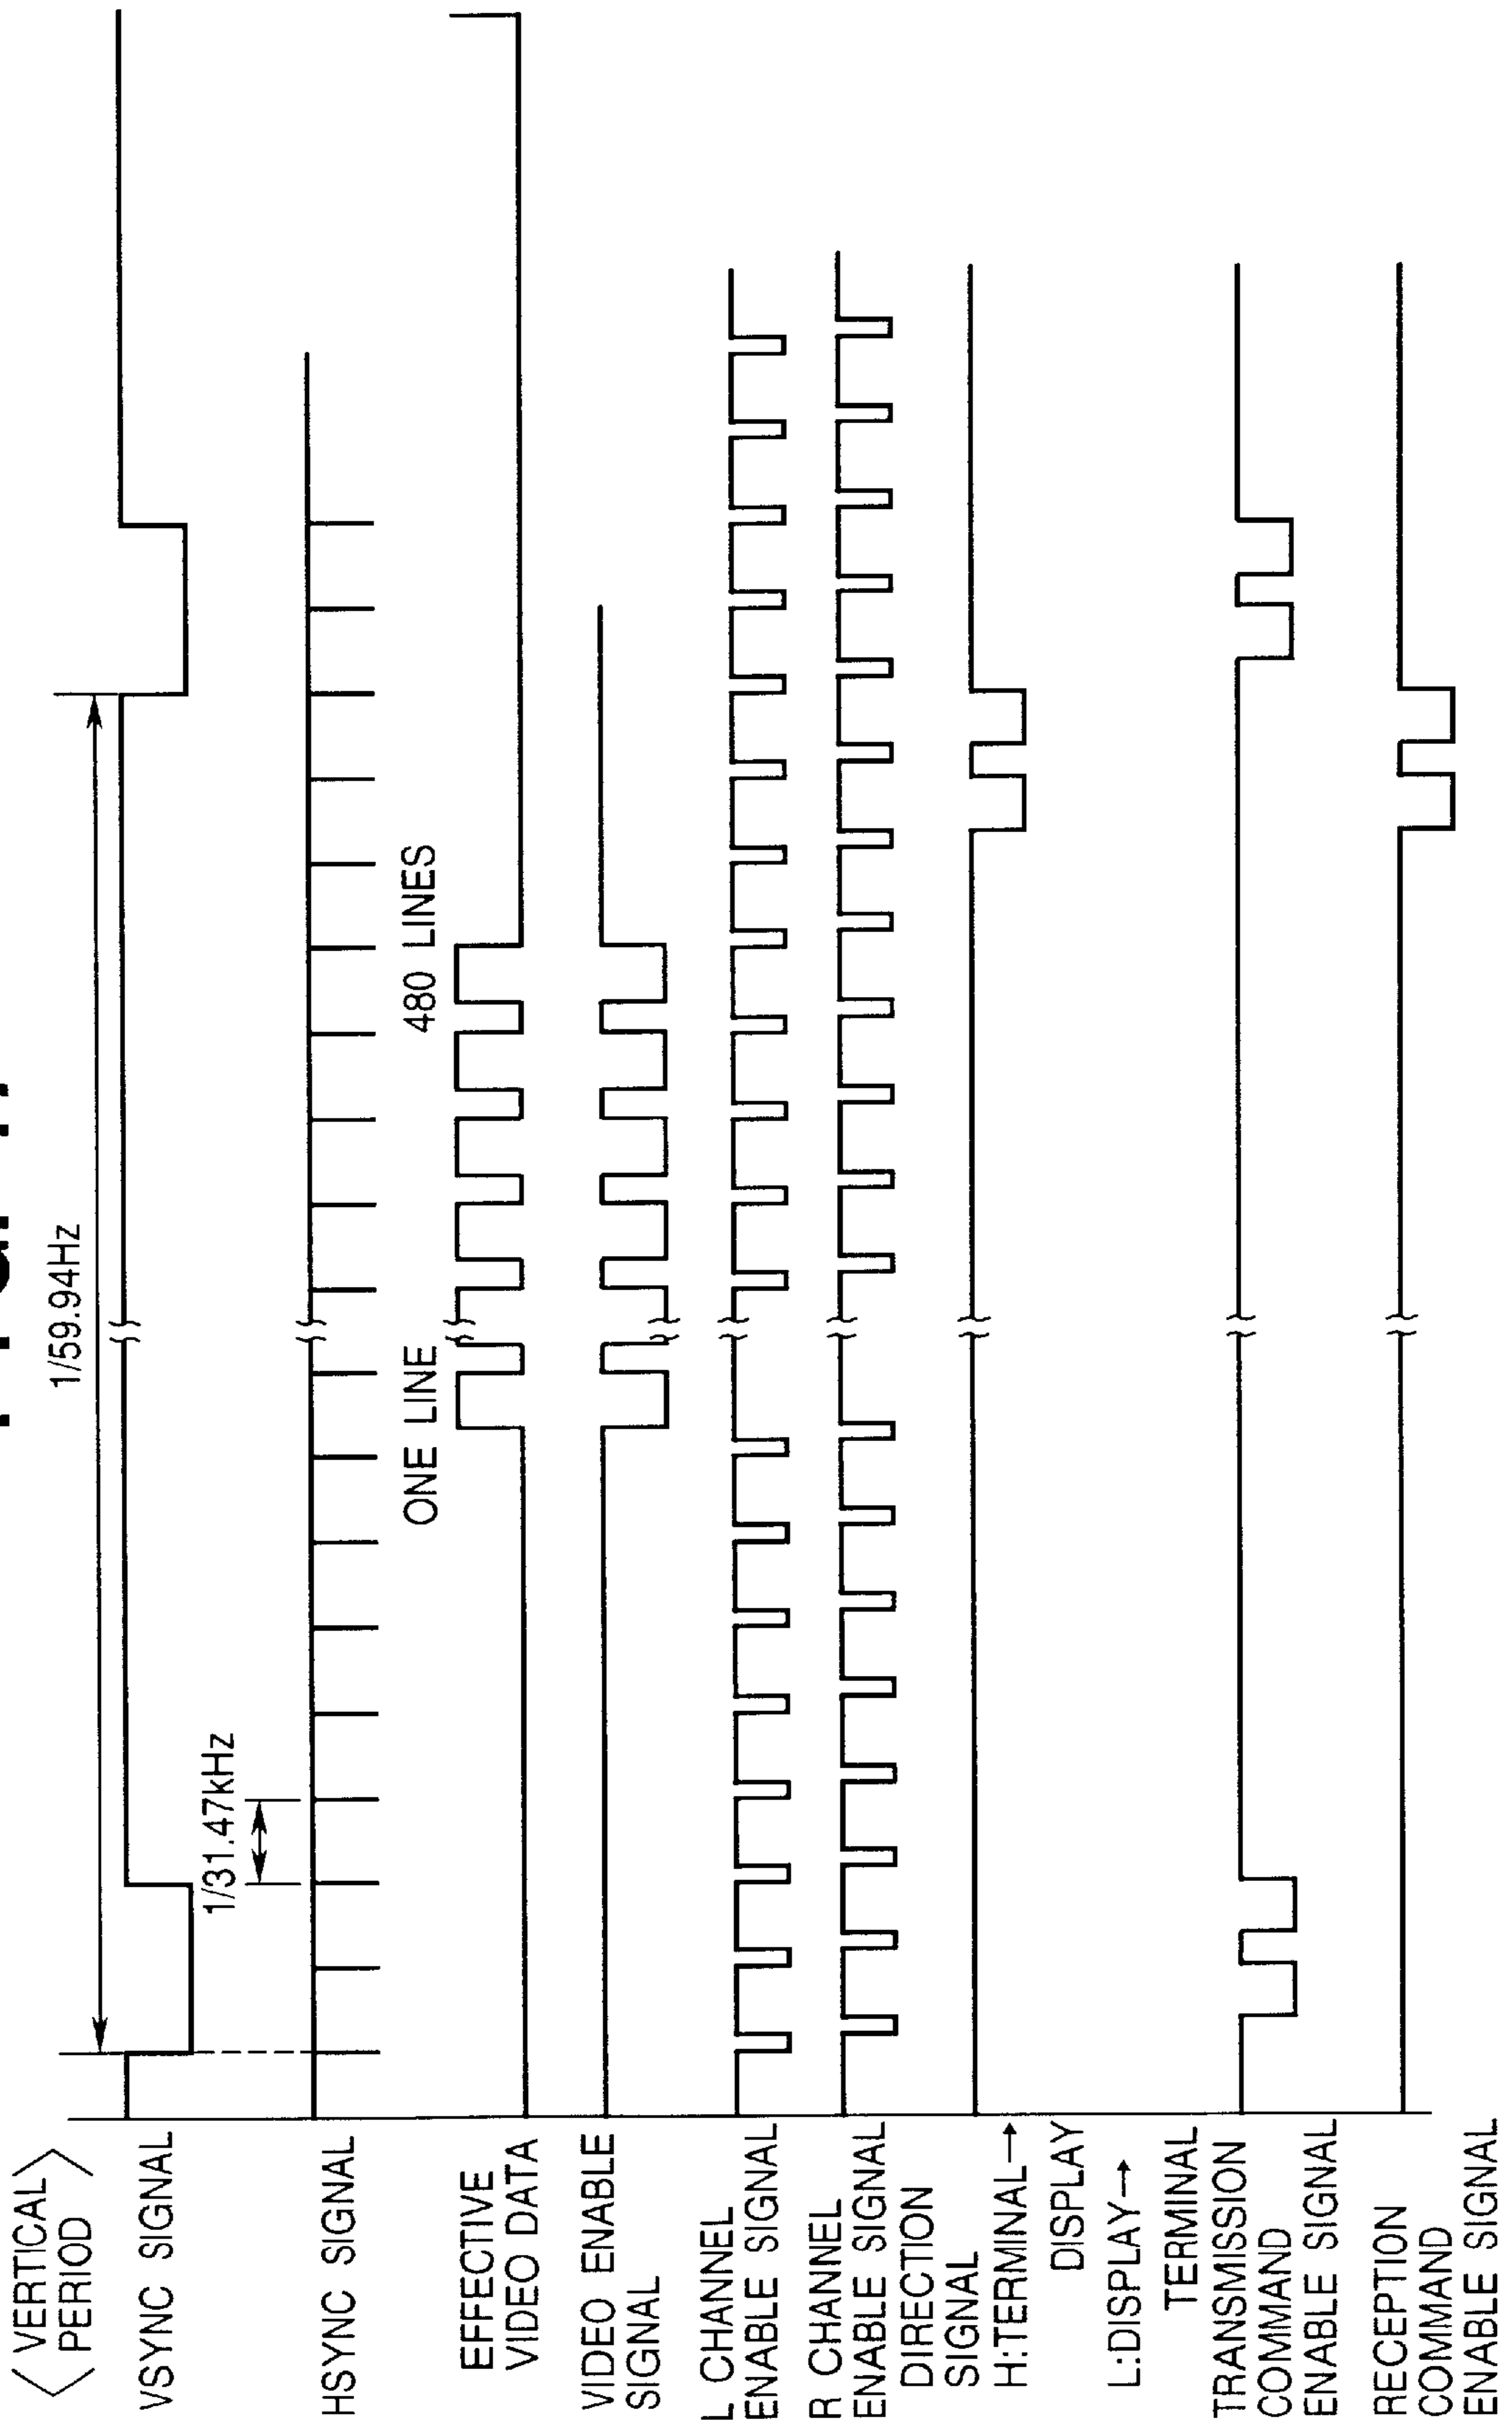 1/59.94Hz
< VERTICAL >
< PERIOD >
VSYNC SIGNAL
1/31.47kHz
HSYNC SIGNAL
ONE LINE
480 LINES
EFFECTIVE
VIDEO DATA
VIDEO ENABLE
SIGNAL
L CHANNEL
ENABLE SIGNAL
R CHANNEL
ENABLE SIGNAL
DIRECTION
SIGNAL
H:TERMINAL→
DISPLAY
L:DISPLAY→
TERMINAL
TRANSMISSION
COMMAND
ENABLE SIGNAL
RECEPTION
COMMAND
ENABLE SIGNAL